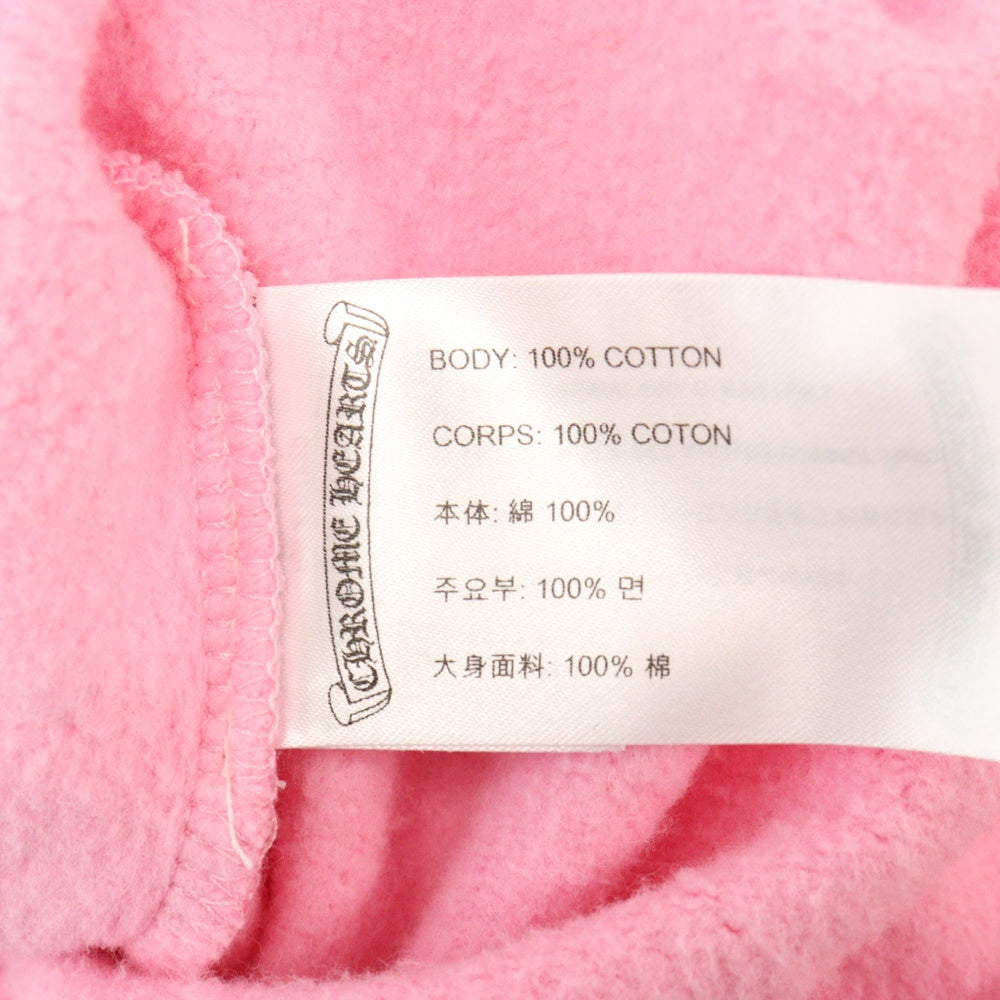 CHROME HEARTS
BODY: 100% COTTON
CORPS: 100% COTON
本体: 綿 100%
주요부: 100% 면
大身面料: 100% 棉